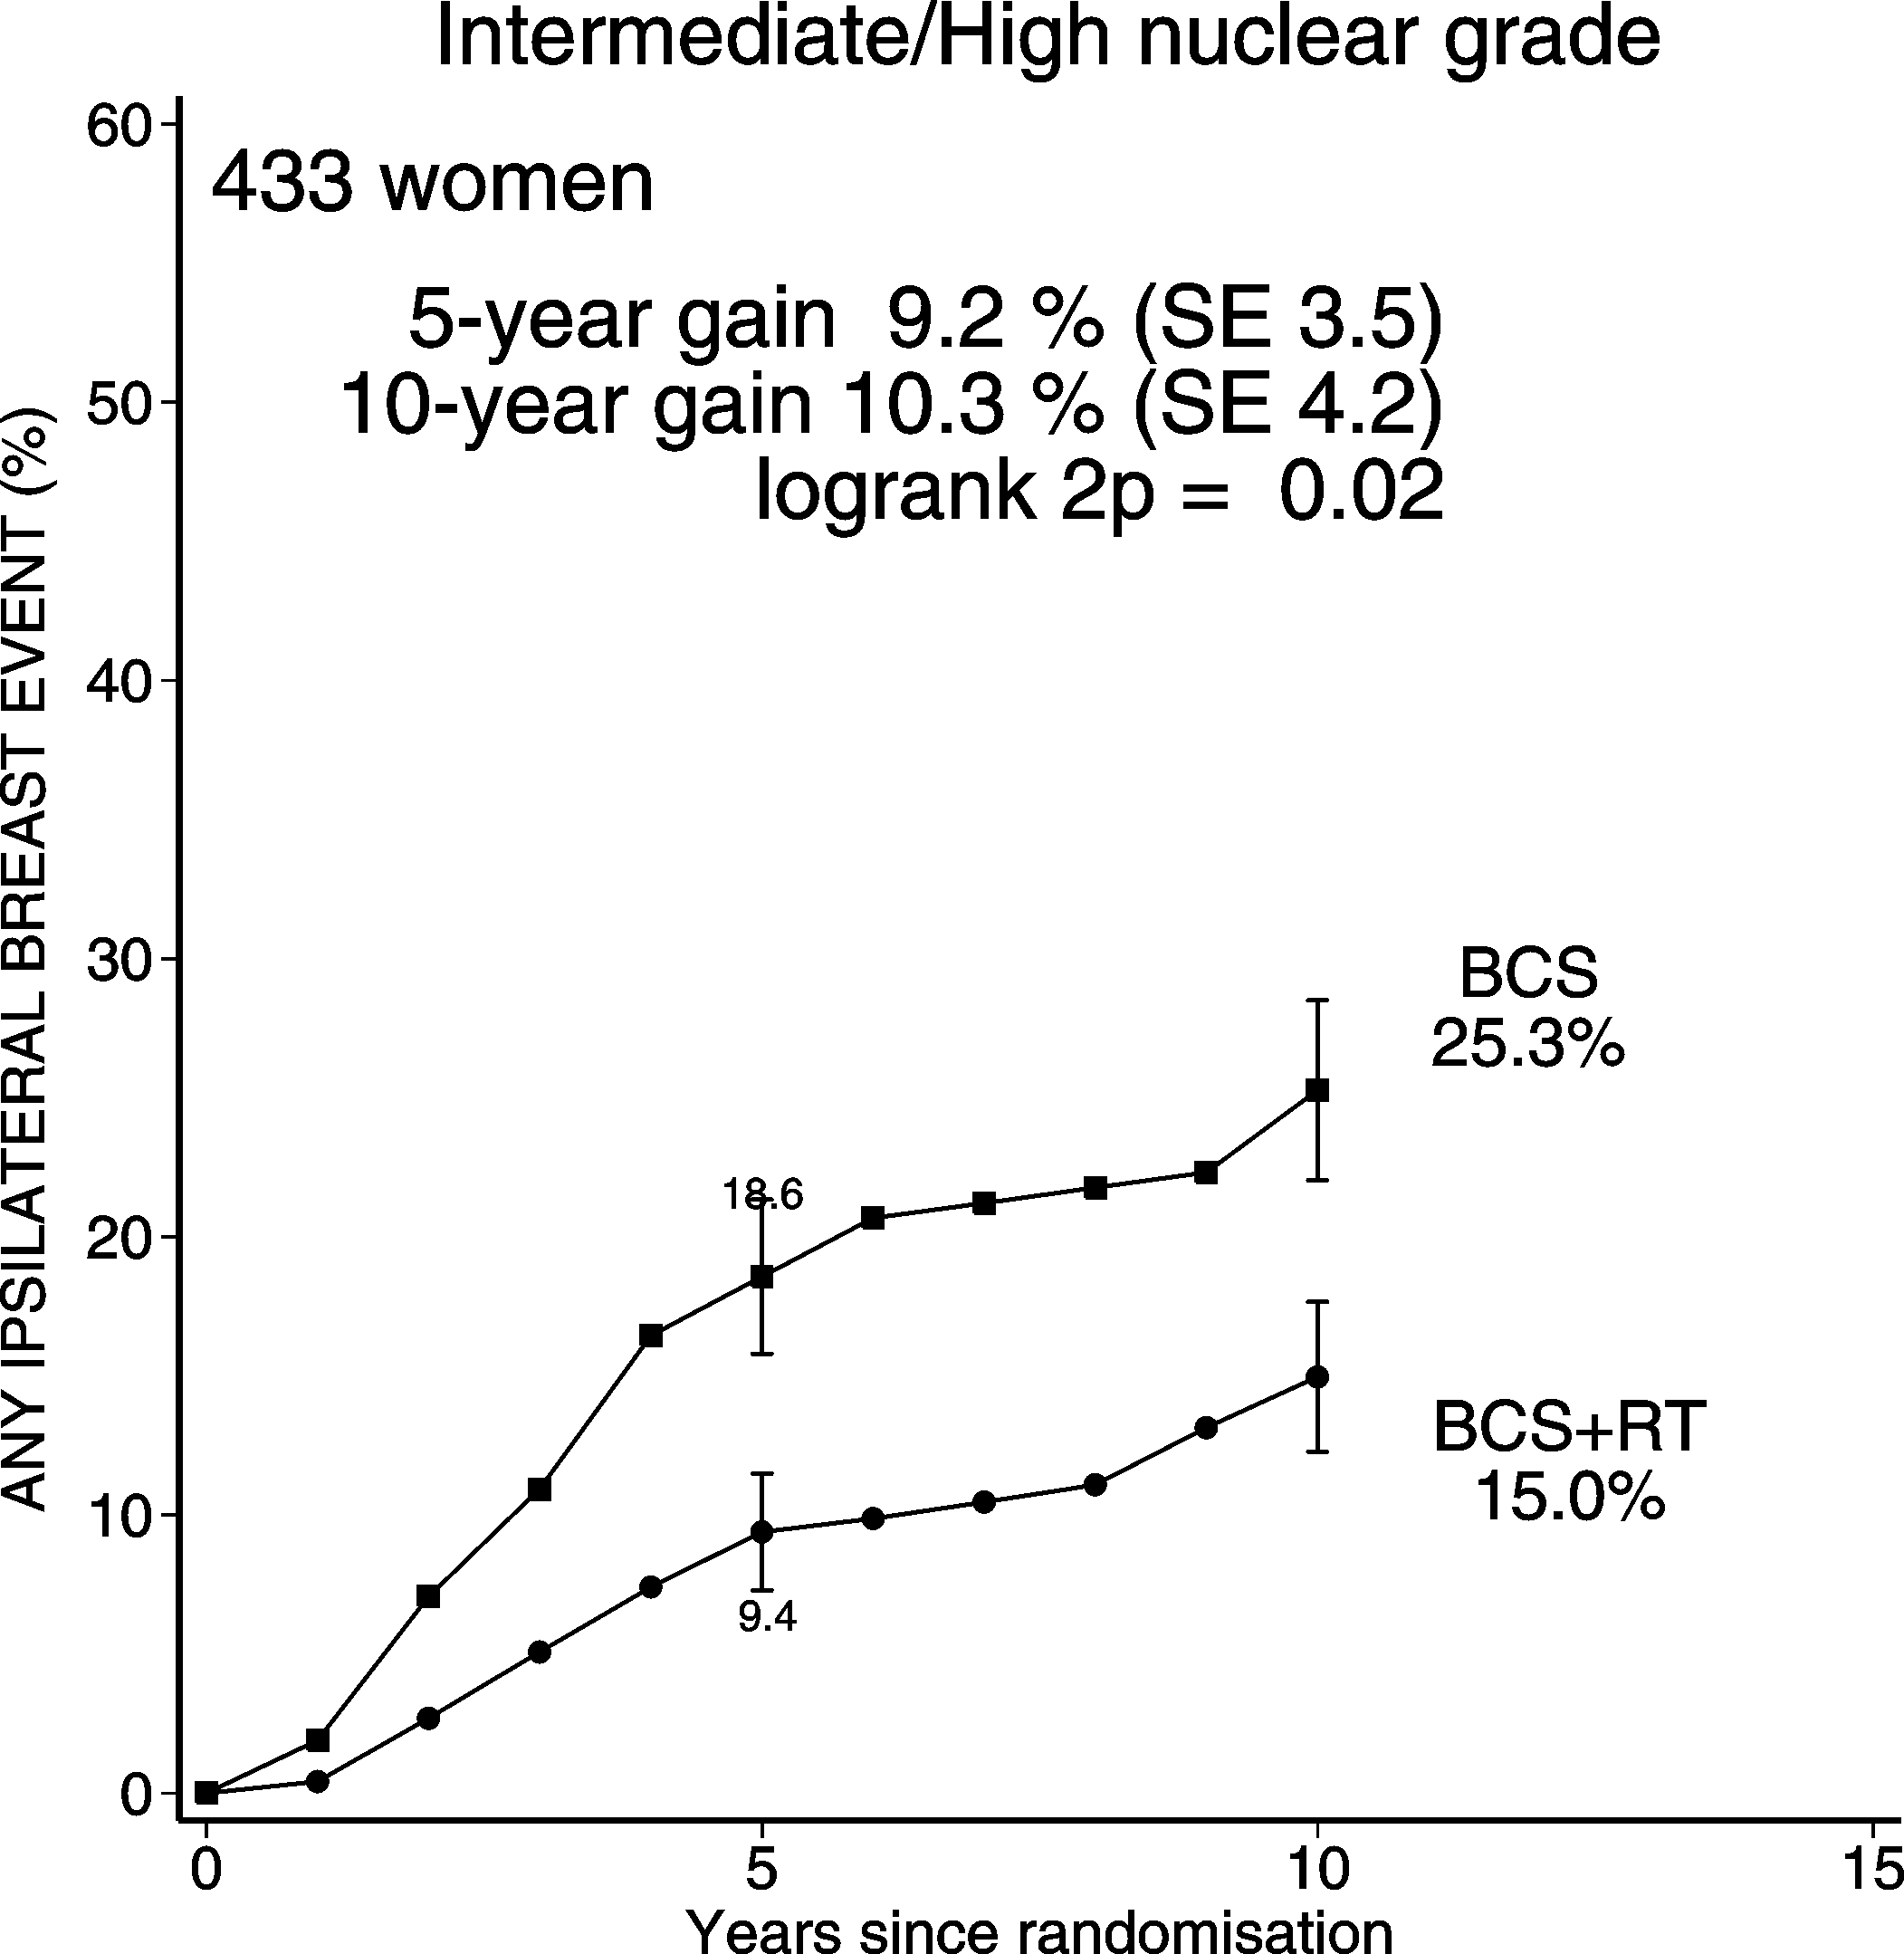 Intermediate/High nuclear grade
433 women
5-year gain 9.2 % (SE 3.5)
10-year gain 10.3 % (SE 4.2)
logrank 2p = 0.02
ANY IPSILATERAL BREAST EVENT (%)
60
50
40
30
20
10
0
BCS
25.3%
18.6
BCS+RT
15.0%
9.4
0 5 10 15
Years since randomisation